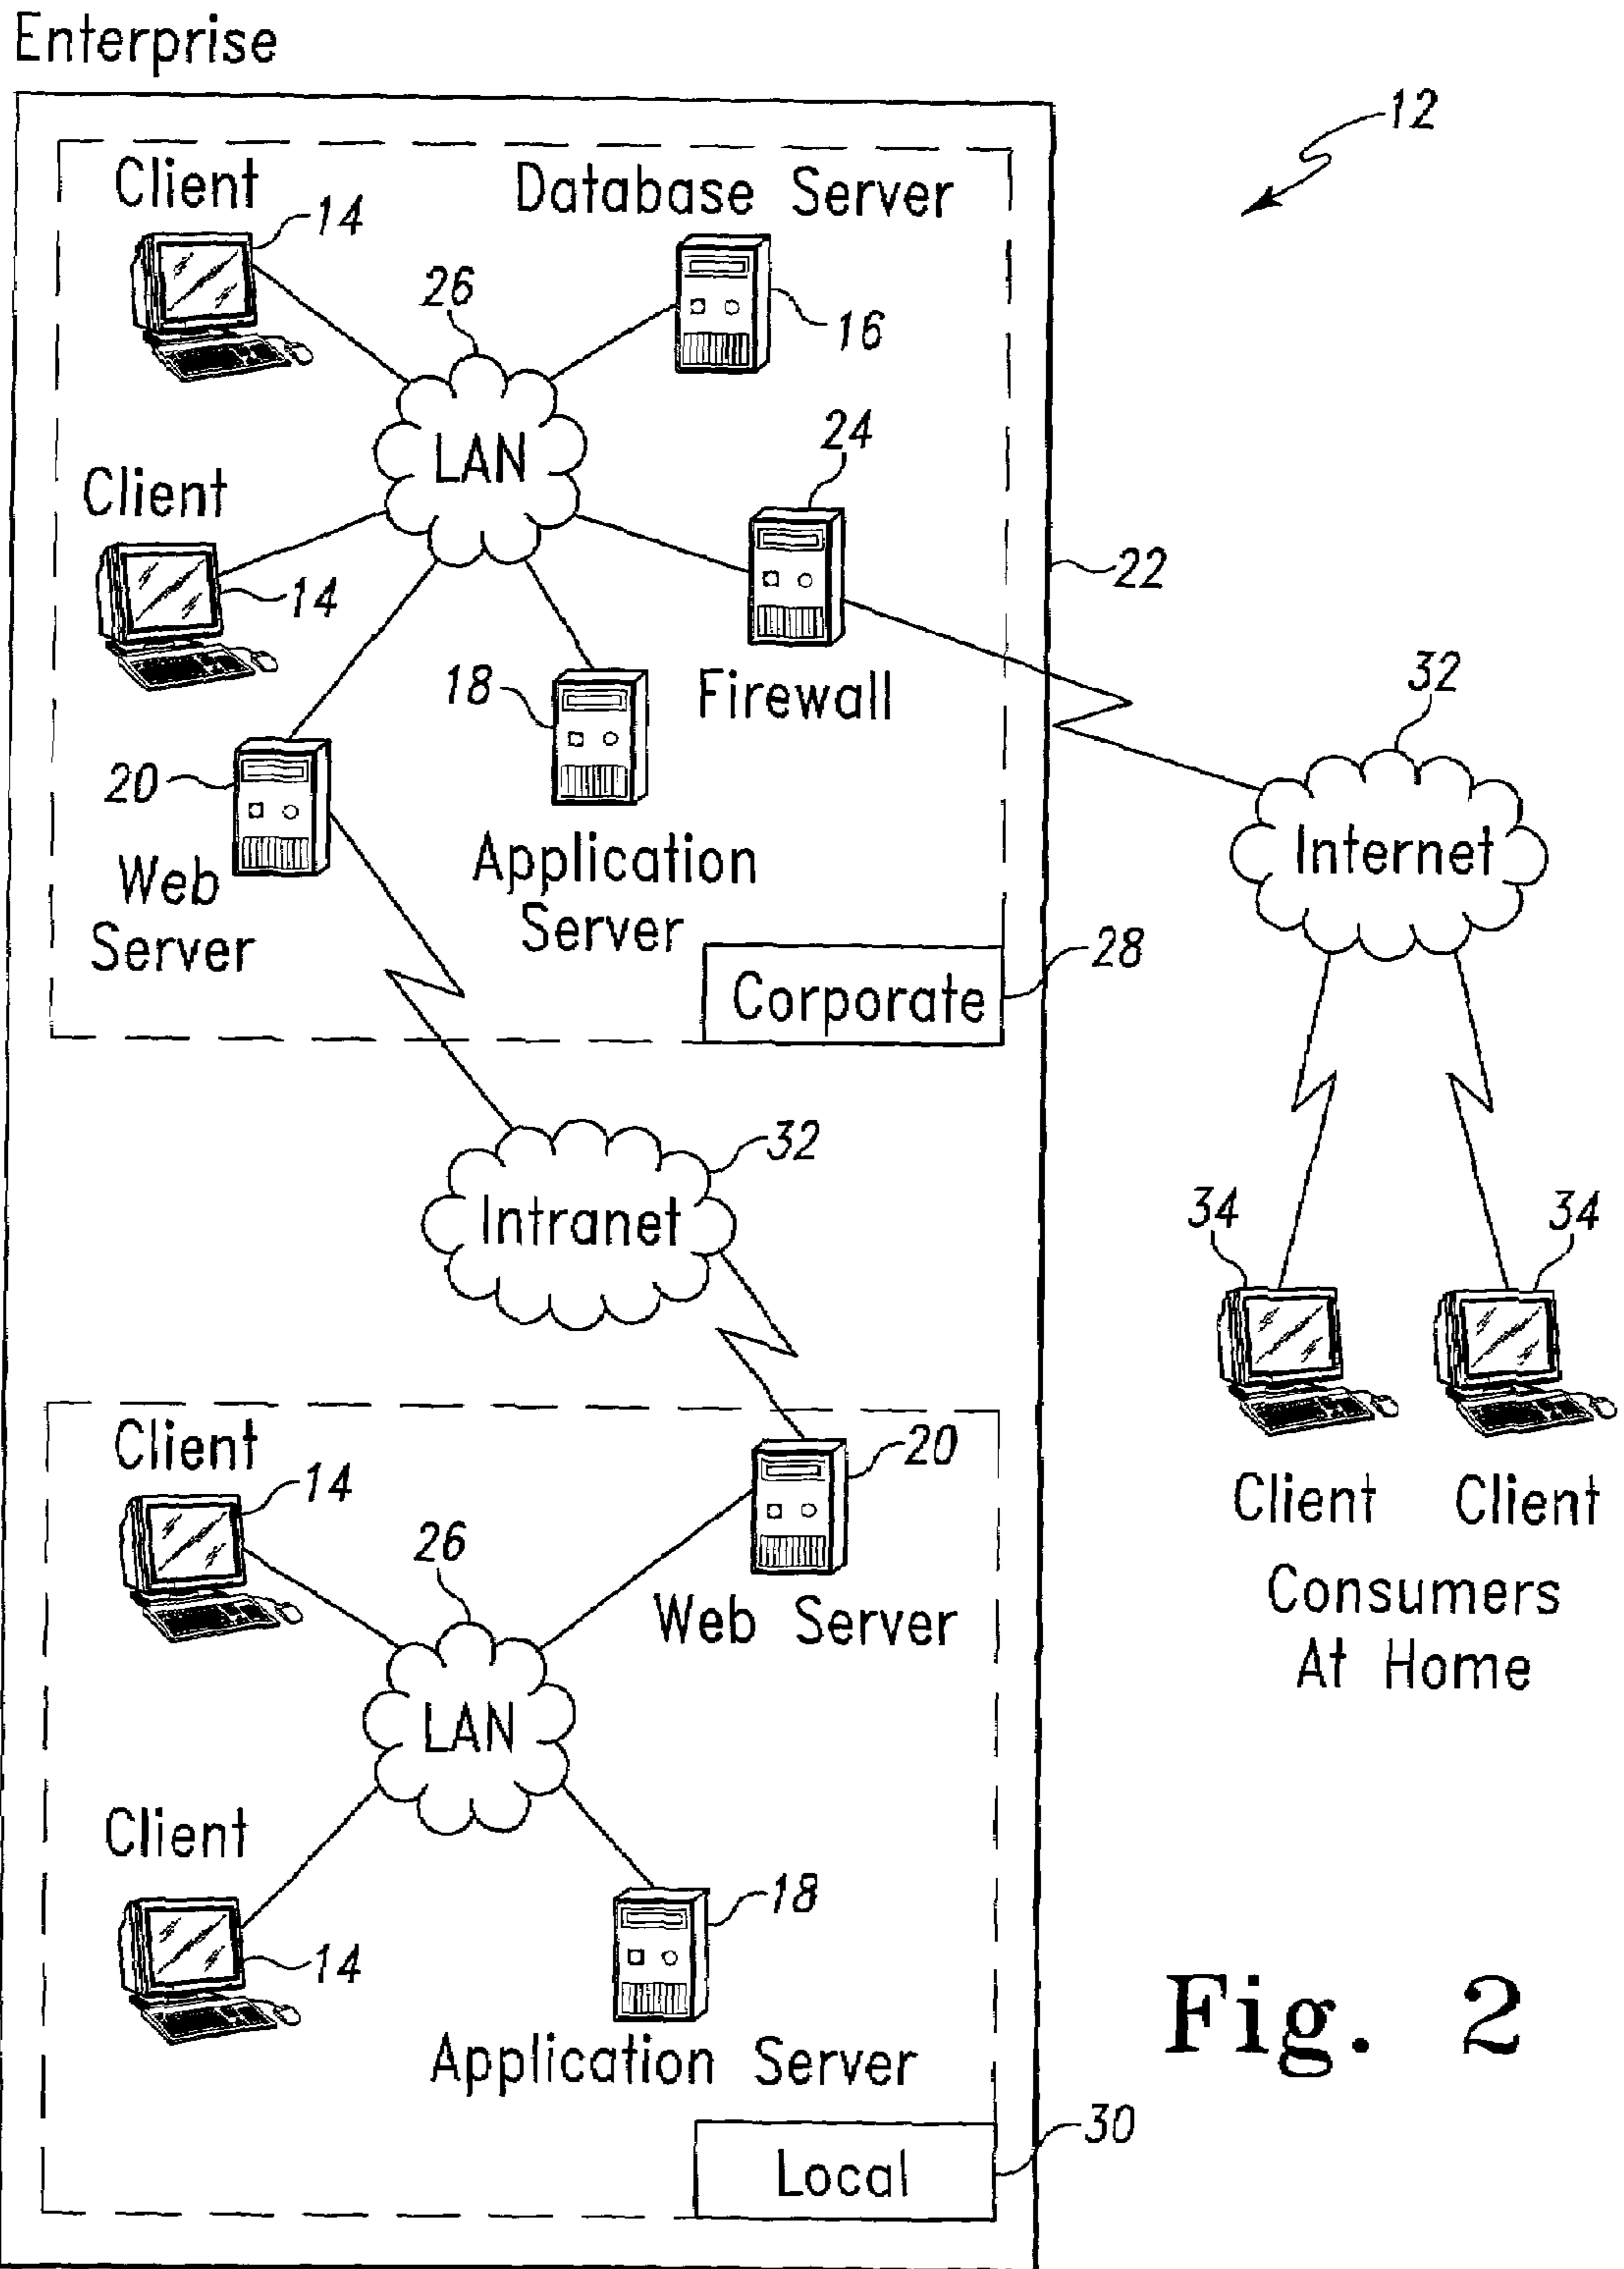 Enterprise
12
Client
Database Server
14
26
16
LAN
24
Client
14
22
18
Firewall
32
20
Internet
Web
Server
Application
Server
28
Corporate
32
Intranet
34
34
Client
20
14
Client
Client
26
Web Server
Consumers
At Home
LAN
Client
18
14
Application Server
Fig. 2
30
Local